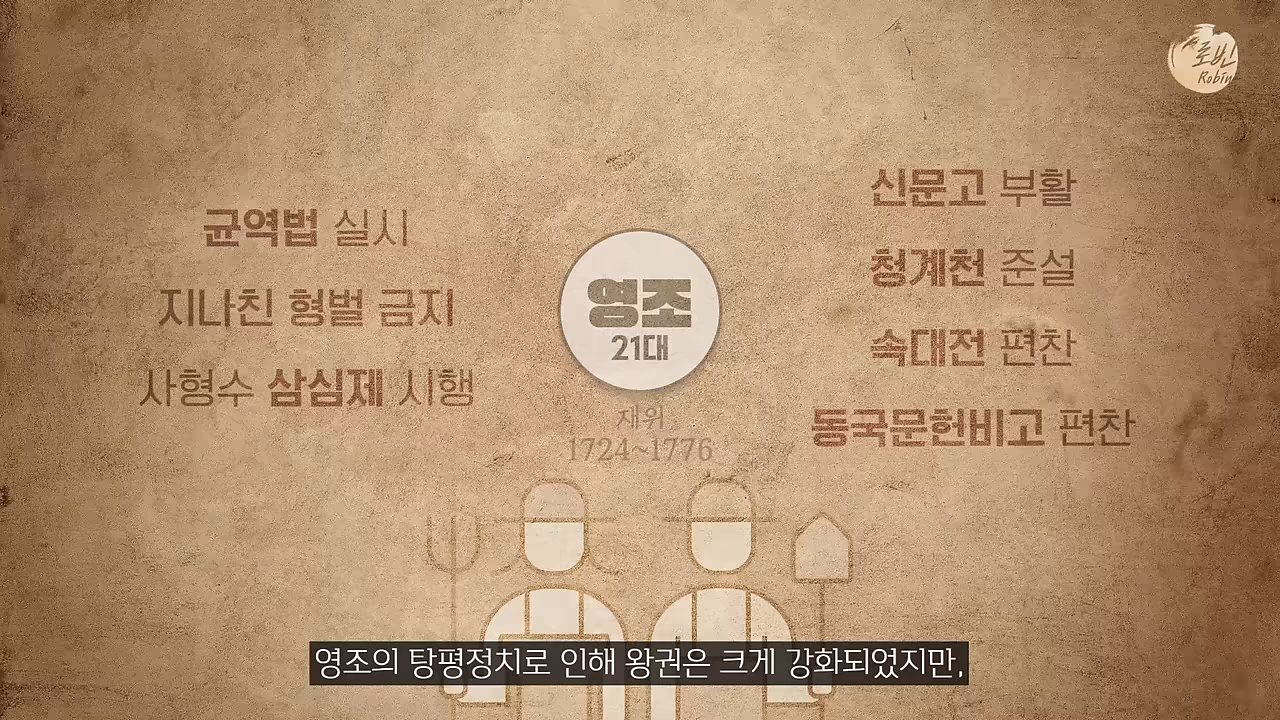 로빈
Robin
균역법 실시
지나친 형벌 금지
사형수 삼심제 시행
영조
21대
재위
1724~1776
신문고 부활
청계천 준설
속대전 편찬
동국문헌비고 편찬
영조의 탕평정치로 인해 왕권은 크게 강화되었지만,